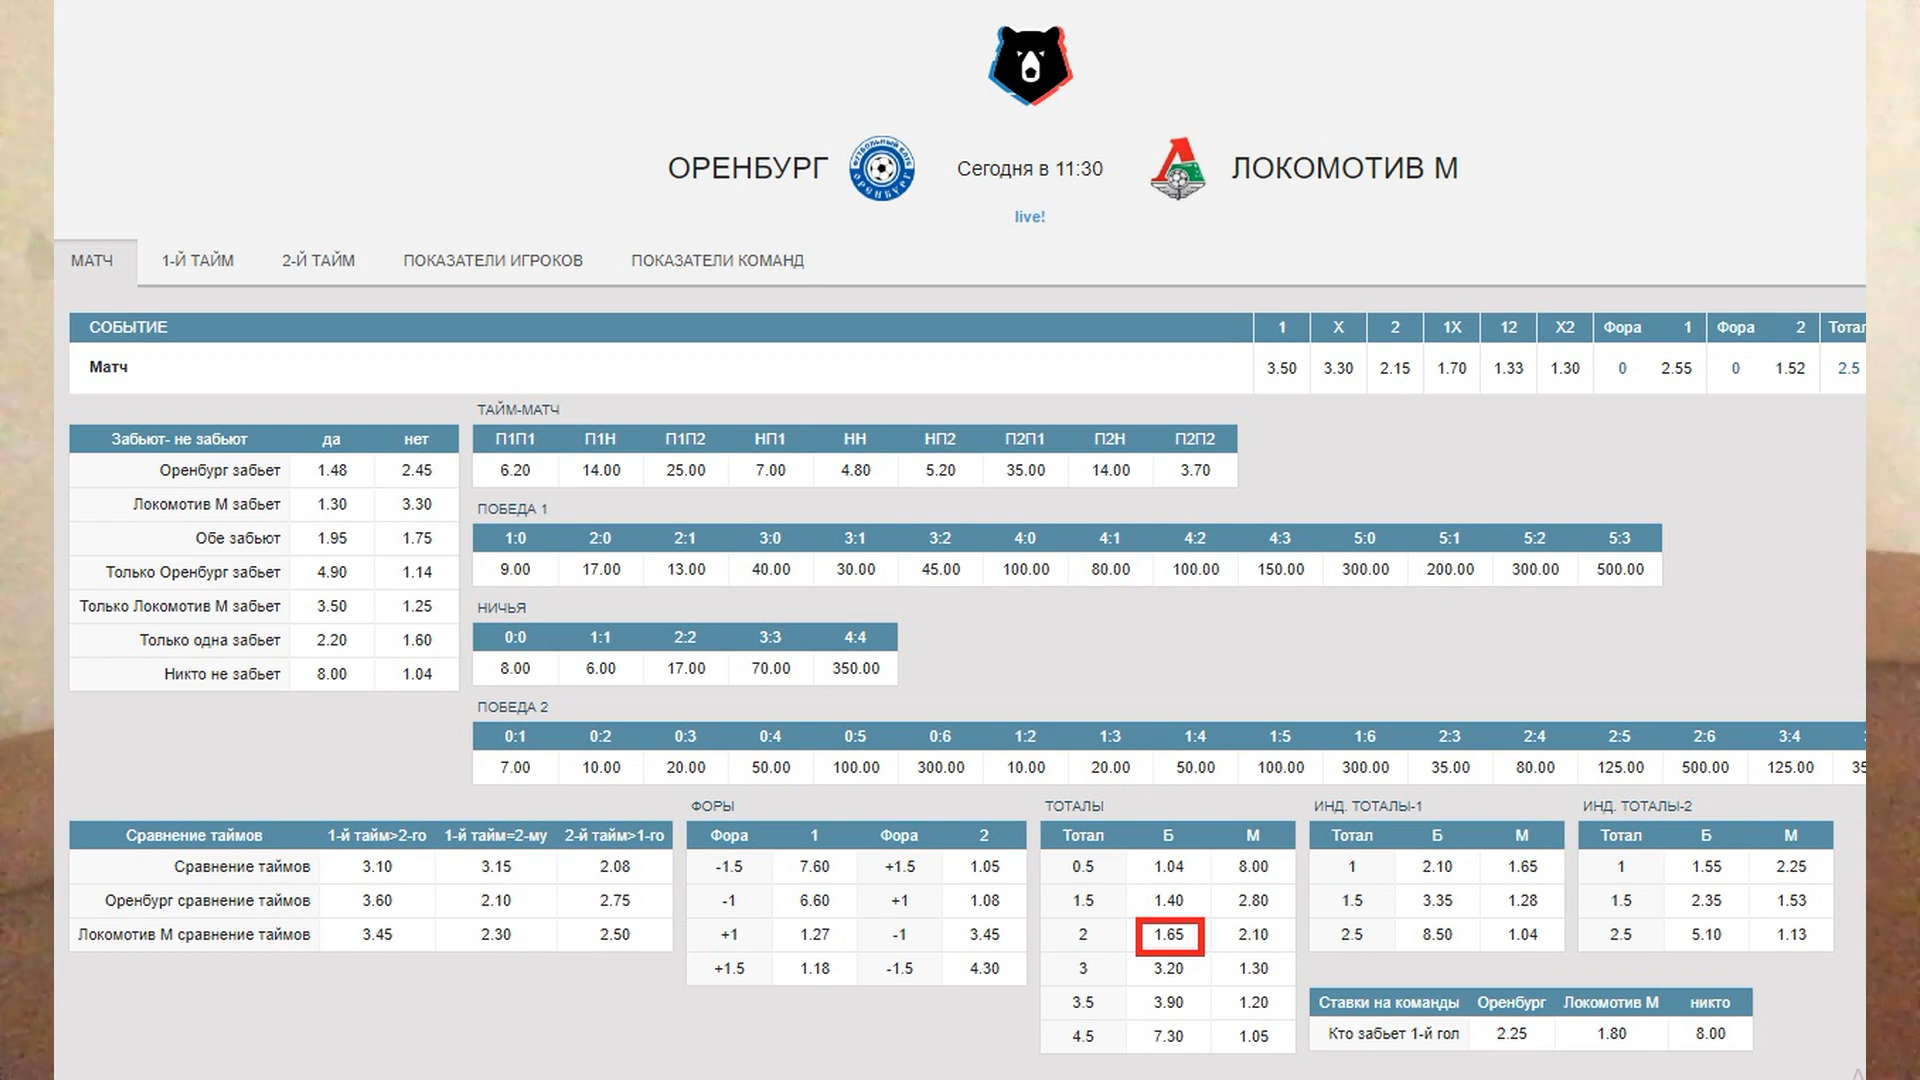 ОРЕНБУРГ Сегодня в 11:30 ЛОКОМОТИВ М
live!
МАТЧ 1-Й ТАЙМ 2-Й ТАЙМ ПОКАЗАТЕЛИ ИГРОКОВ ПОКАЗАТЕЛИ КОМАНД
СОБЫТИЕ 1 X 2 1X 12 X2 Фора 1 Фора 2 Тотал
Матч 3.50 3.30 2.15 1.70 1.33 1.30 0 2.55 0 1.52 2.5
ТАЙМ-МАТЧ
Забьют- не забьют да нет П1П1 П1Н П1П2 НП1 НН НП2 П2П1 П2Н П2П2
Оренбург забьет 1.48 2.45 6.20 14.00 25.00 7.00 4.80 5.20 35.00 14.00 3.70
Локомотив М забьет 1.30 3.30 ПОБЕДА 1
Обе забьют 1.95 1.75 1:0 2:0 2:1 3:0 3:1 3:2 4:0 4:1 4:2 4:3 5:0 5:1 5:2 5:3
Только Оренбург забьет 4.90 1.14 9.00 17.00 13.00 40.00 30.00 45.00 100.00 80.00 100.00 150.00 300.00 200.00 300.00 500.00
Только Локомотив М забьет 3.50 1.25 НИЧЬЯ
Только одна забьет 2.20 1.60 0:0 1:1 2:2 3:3 4:4
Никто не забьет 8.00 1.04 8.00 6.00 17.00 70.00 350.00
ПОБЕДА 2
0:1 0:2 0:3 0:4 0:5 0:6 1:2 1:3 1:4 1:5 1:6 2:3 2:4 2:5 2:6 3:4
7.00 10.00 20.00 50.00 100.00 300.00 10.00 20.00 50.00 100.00 300.00 35.00 80.00 125.00 500.00 125.00 35
ФОРЫ ТОТАЛЫ ИНД. ТОТАЛЫ-1 ИНД. ТОТАЛЫ-2
Сравнение таймов 1-й тайм>2-го 1-й тайм=2-му 2-й тайм>1-го Фора 1 Фора 2 Тотал Б М Тотал Б М Тотал Б М
Сравнение таймов 3.10 3.15 2.08 -1.5 7.60 +1.5 1.05 0.5 1.04 8.00 1 2.10 1.65 1 1.55 2.25
Оренбург сравнение таймов 3.60 2.10 2.75 -1 6.60 +1 1.08 1.5 1.40 2.80 1.5 3.35 1.28 1.5 2.35 1.53
Локомотив М сравнение таймов 3.45 2.30 2.50 +1 1.27 -1 3.45 2 1.65 2.10 2.5 8.50 1.04 2.5 5.10 1.13
+1.5 1.18 -1.5 4.30 3 3.20 1.30
3.5 3.90 1.20 Ставки на команды Оренбург Локомотив М никто
4.5 7.30 1.05 Кто забьет 1-й гол 2.25 1.80 8.00